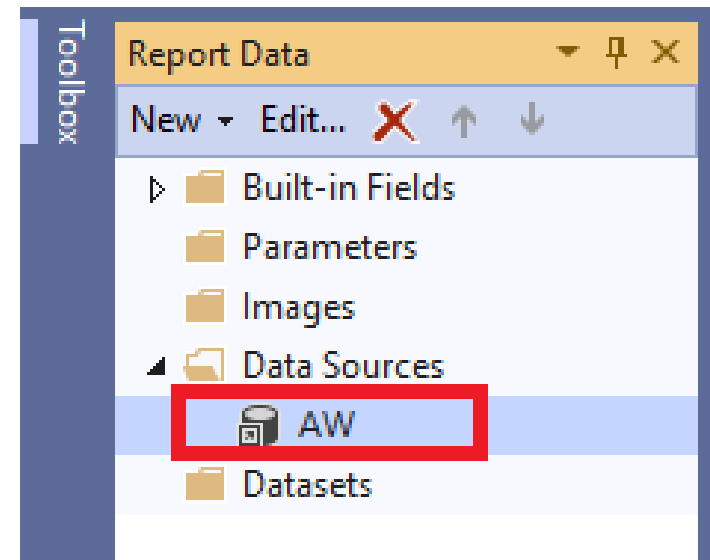 Toolbox
Report Data
New Edit...
Built-in Fields
Parameters
Images
Data Sources
AW
Datasets